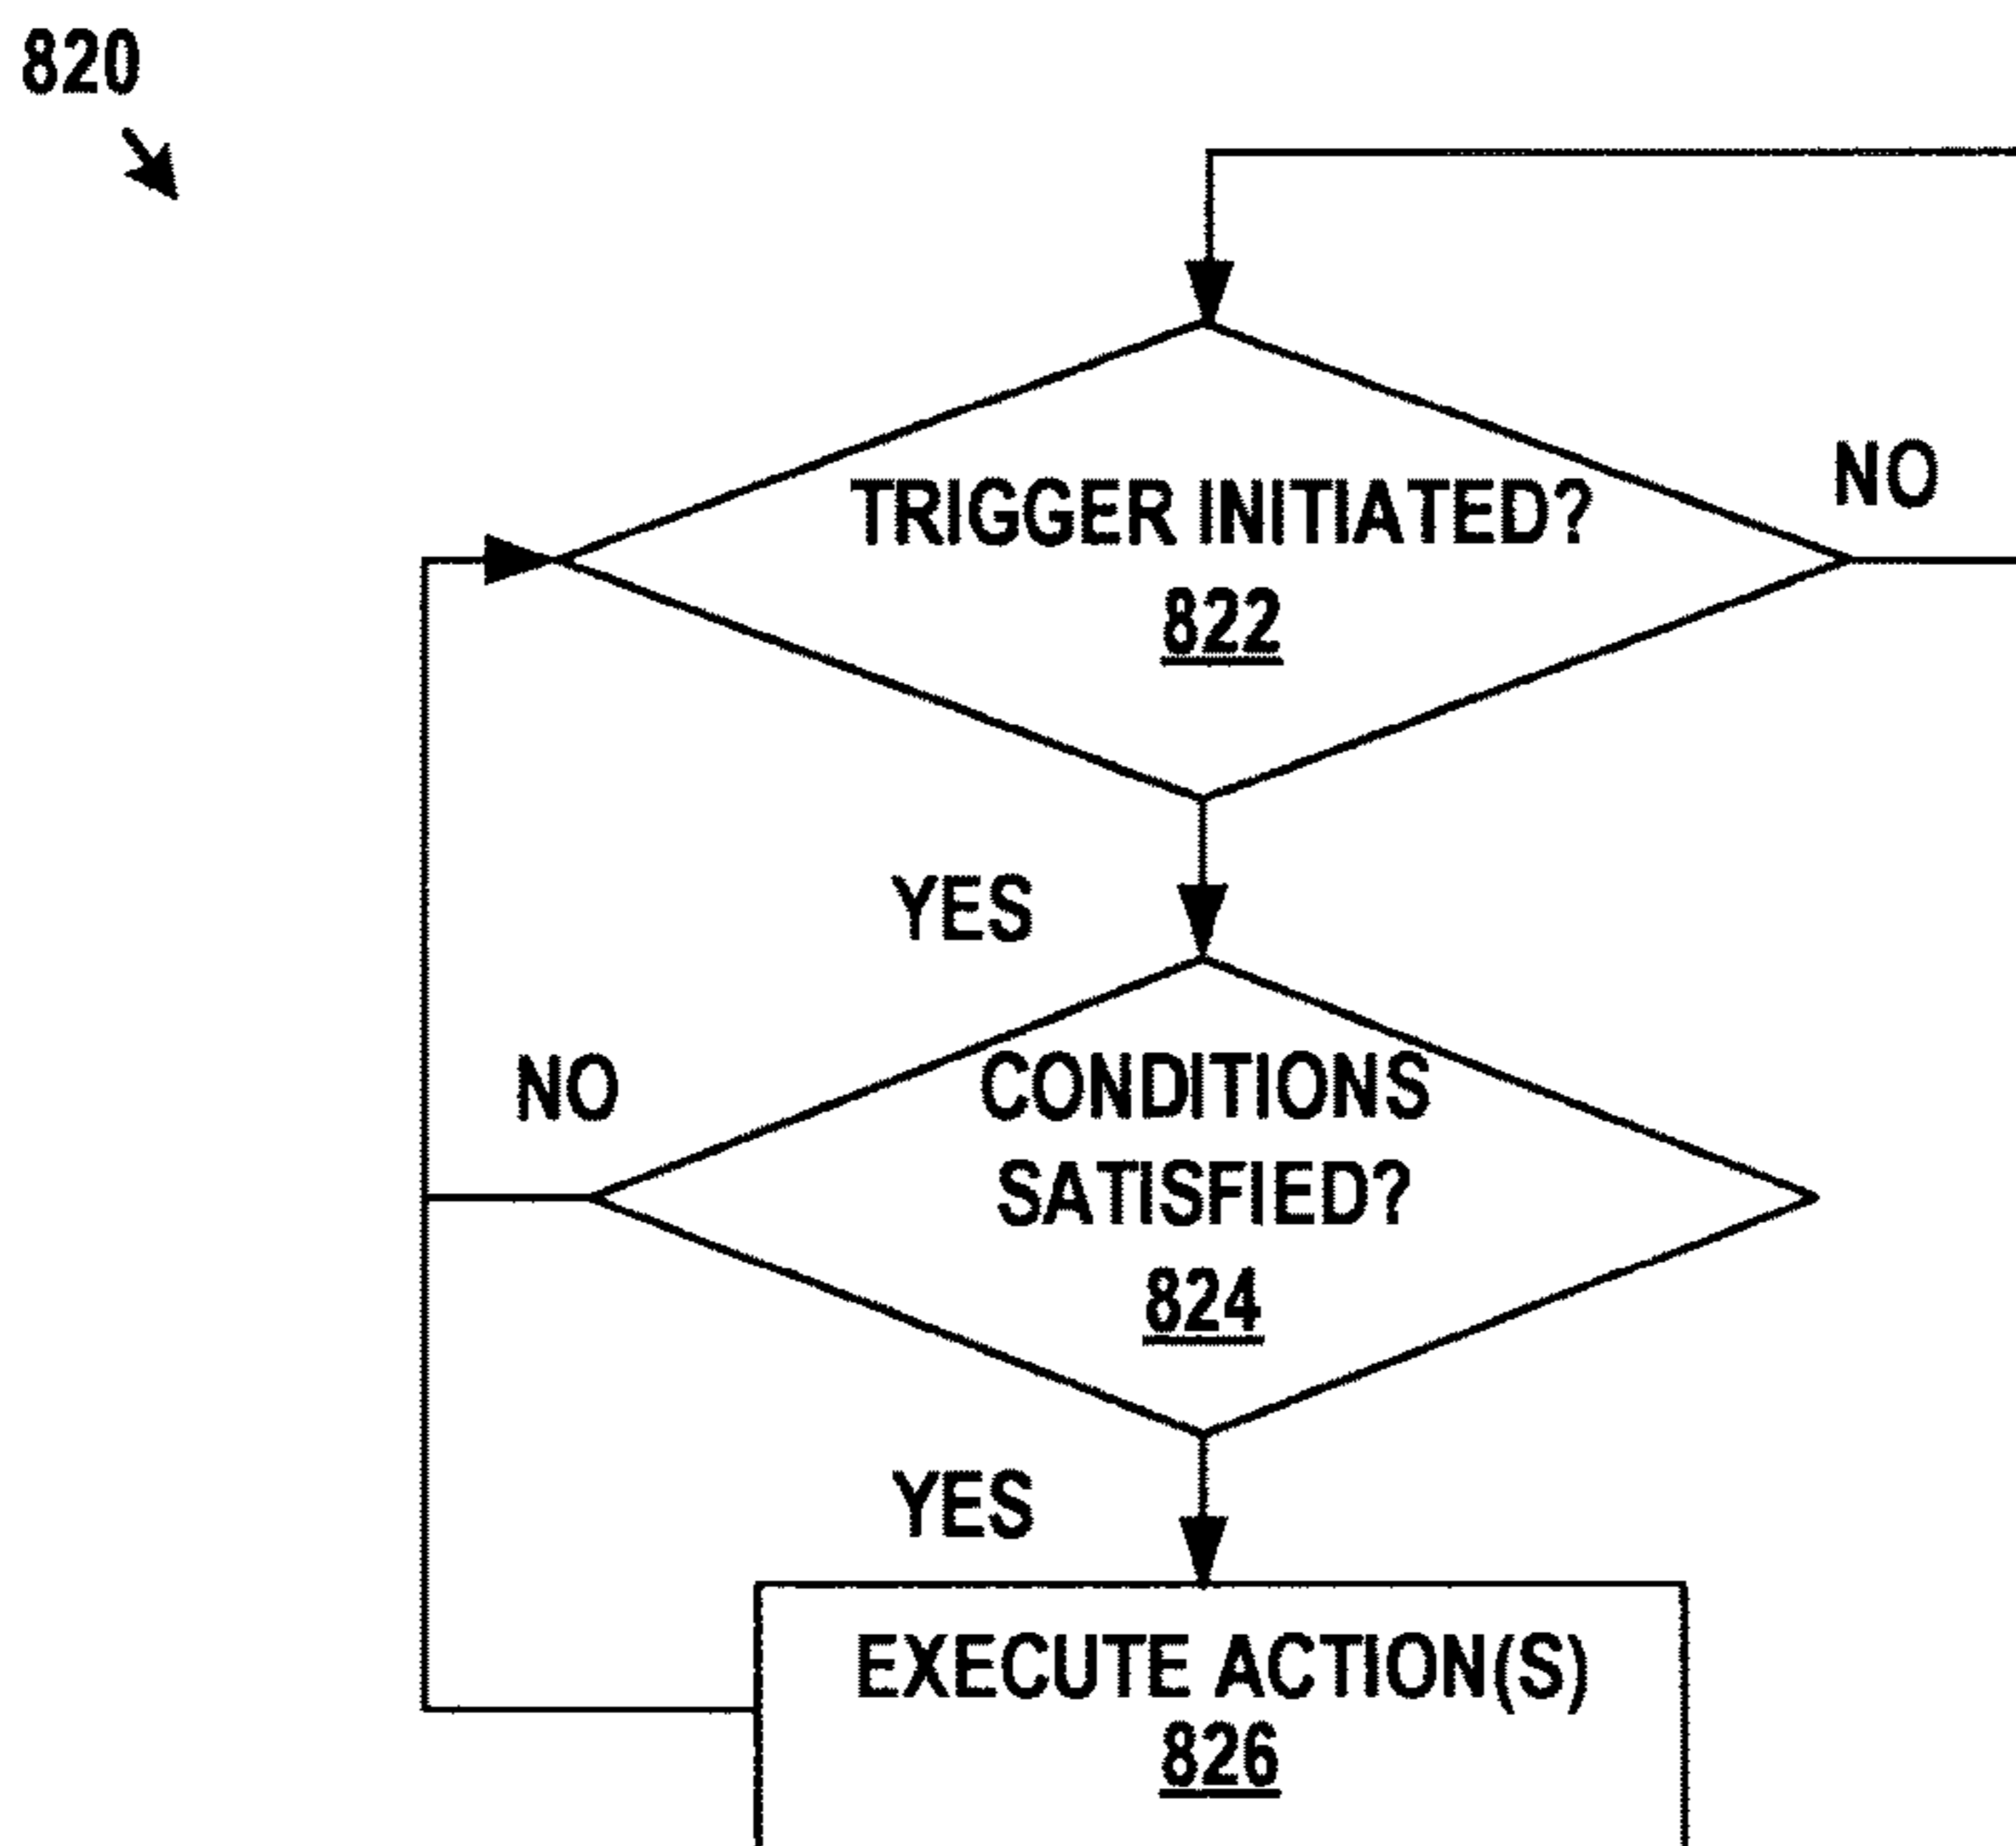 820
TRIGGER INITIATED?
822
NO
YES
NO
CONDITIONS
SATISFIED?
824
YES
EXECUTE ACTION(S)
826